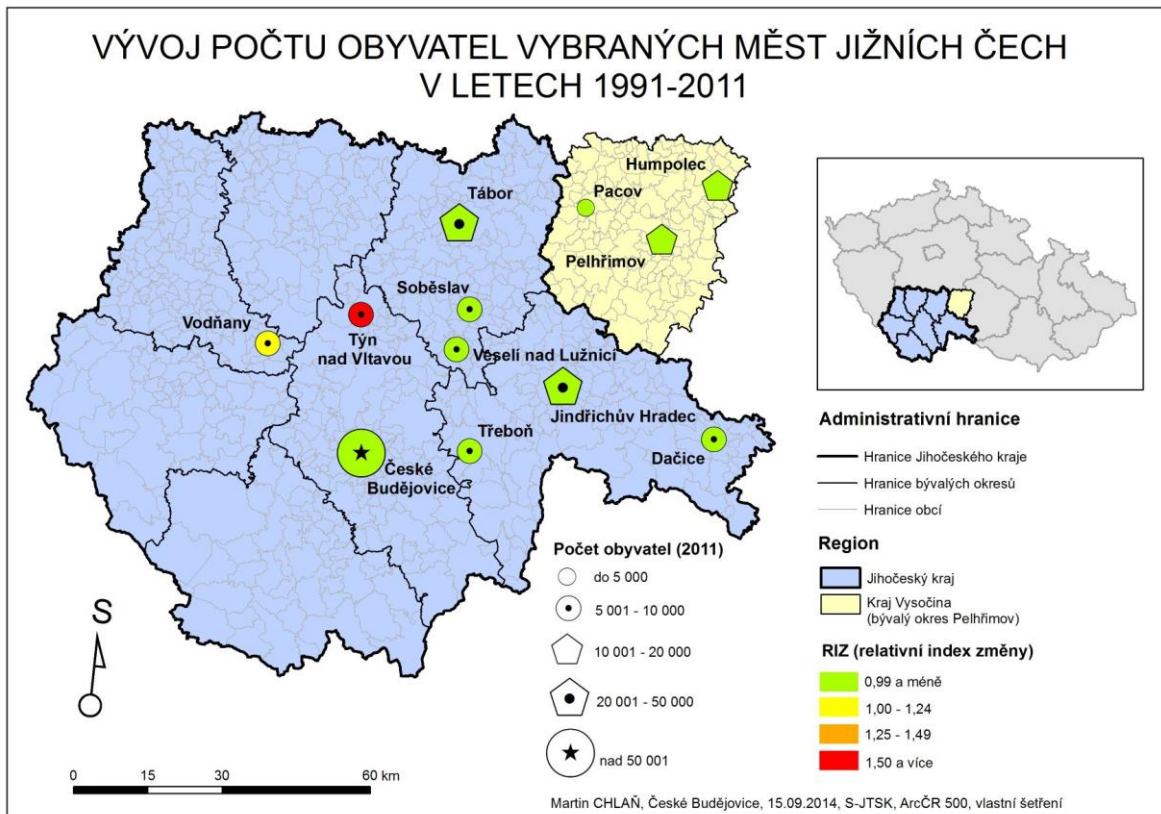 VÝVOJ POČTU OBYVATEL VYBRANÝCH MĚST JIŽNÍCH ČECH
V LETECH 1991-2011
Humpolec
Pacov
Tábor
Pelhřimov
Soběslav
Vodňany
Týn
nad Vltavou
Veselí nad Lužnicí
Jindřichův Hradec
Třeboň
Dačice
České
Budějovice
S
0 15 30 60 km
Počet obyvatel (2011)
do 5 000
5 001 - 10 000
10 001 - 20 000
20 001 - 50 000
nad 50 001
Administrativní hranice
Hranice Jihočeského kraje
Hranice bývalých okresů
Hranice obcí
Region
Jihočeský kraj
Kraj Vysočina
(bývalý okres Pelhřimov)
RIZ (relativní index změny)
0,99 a méně
1,00 - 1,24
1,25 - 1,49
1,50 a více
Martin CHLAŇ, České Budějovice, 15.09.2014, S-JTSK, ArcČR 500, vlastní šetření